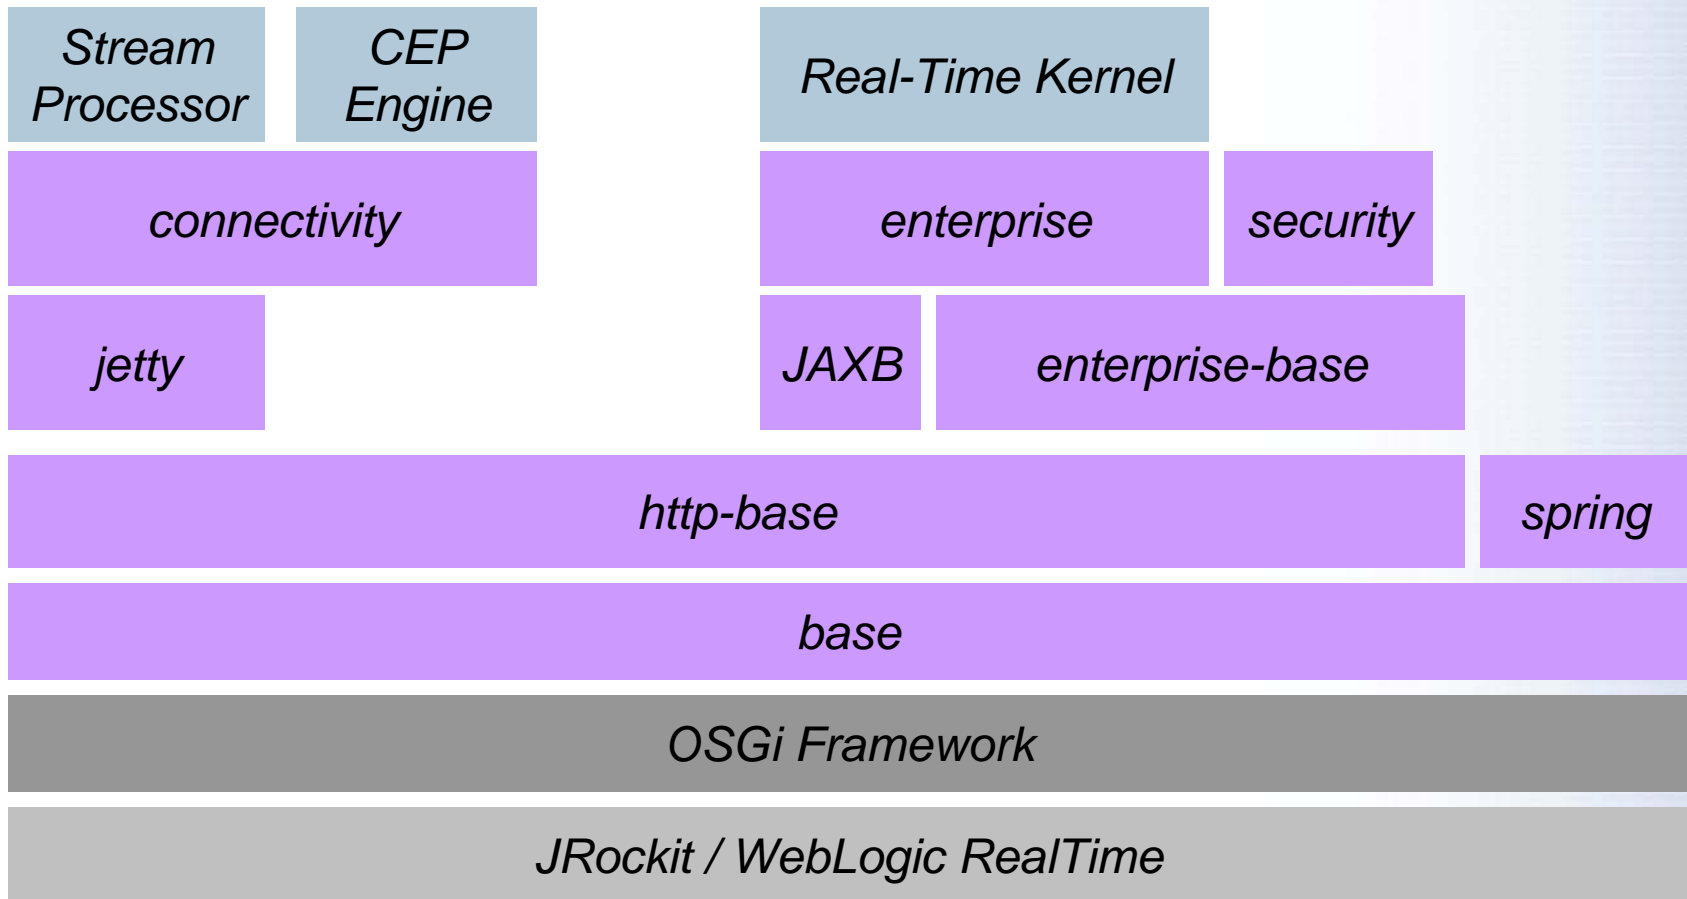 Stream
Processor
CEP
Engine
Real-Time Kernel
connectivity
enterprise
security
jetty
JAXB
enterprise-base
http-base
spring
base
OSGi Framework
JRockit / WebLogic RealTime